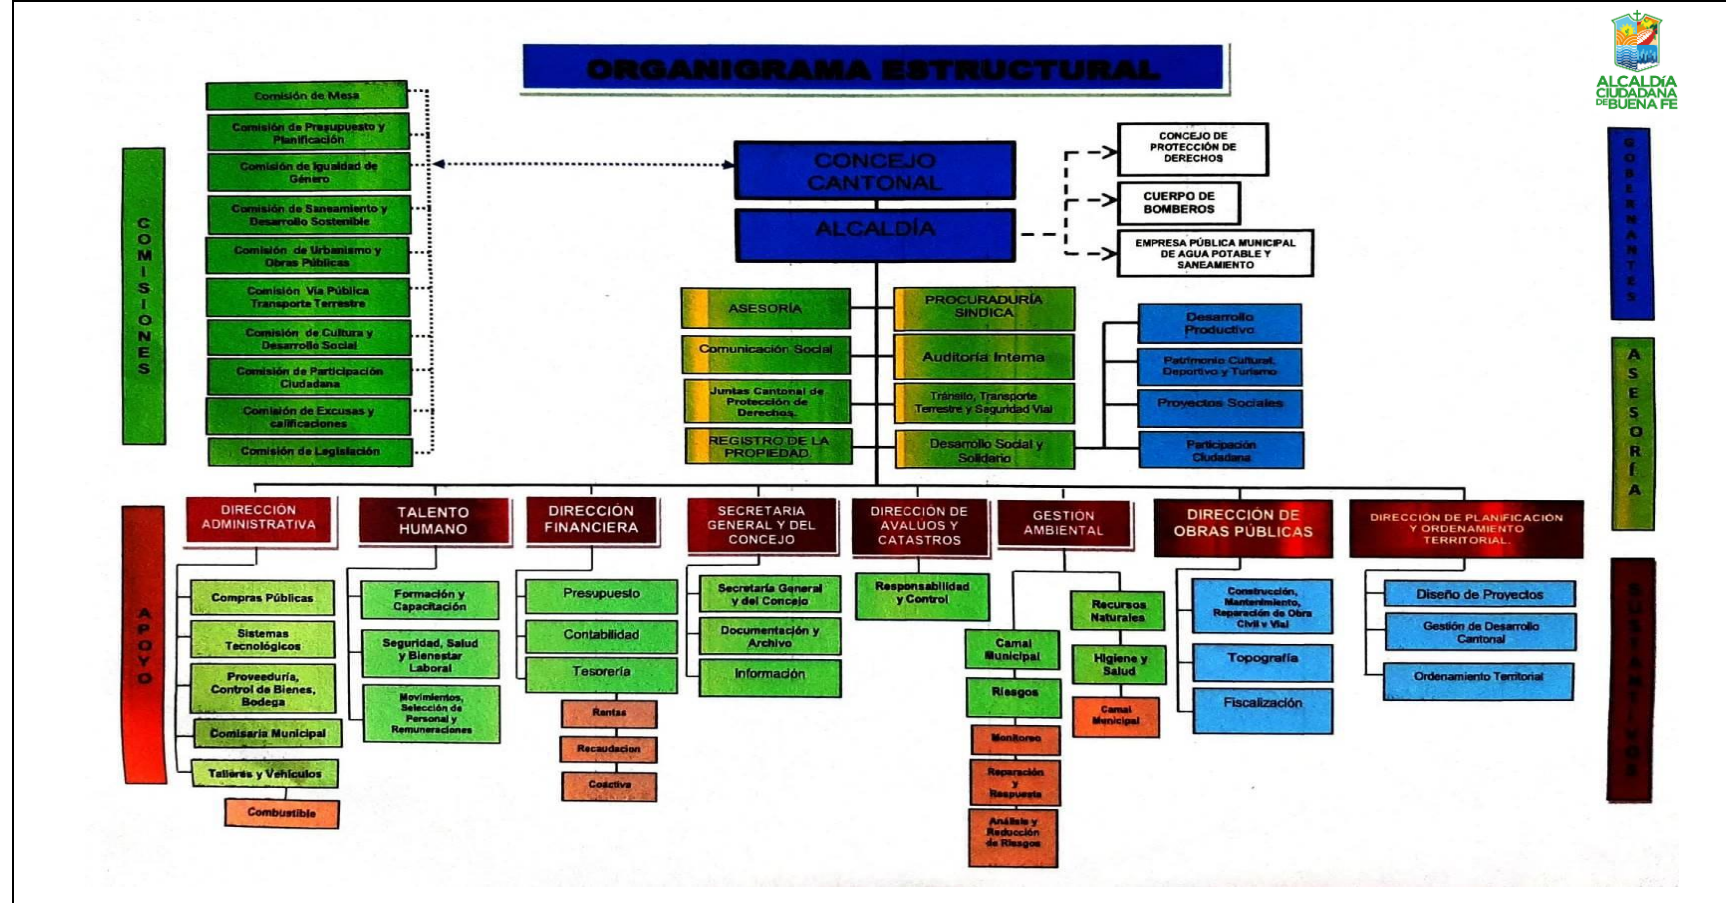 ORGANIGRAMA ESTRUCTURAL
ALCALDÍA
CIUDADANA
DE BUENA FE
COMISIONES
Comisión de Mesa
Comisión de Presupuesto y
Planificación
Comisión de Igualdad de
Género
Comisión de Saneamiento y
Desarrollo Sostenible
Comisión de Urbanismo y
Obras Públicas
Comisión Vía Pública
Transporte Terrestre
Comisión de Cultura y
Desarrollo Social
Comisión de Participación
Ciudadana
Comisión de Excusas y
calificaciones
Comisión de Legislación
CONCEJO
CANTONAL
ALCALDÍA
CONCEJO DE
PROTECCIÓN DE
DERECHOS
CUERPO DE
BOMBEROS
EMPRESA PÚBLICA MUNICIPAL
DE AGUA POTABLE Y
SANEAMIENTO
GOBERNANTES
ASESORÍA
PROCURADURÍA
SINDICA
Comunicación Social
Auditoría Interna
Juntas Cantonal de
Protección de
Derechos.
Tránsito, Transporte
Terrestre y Seguridad Vial
REGISTRO DE LA
PROPIEDAD.
Desarrollo Social y
Solidario
Desarrollo
Productivo
Patrimonio Cultural,
Deportivo y Turismo
Proyectos Sociales
Participación
Ciudadana
ASESORÍA
APOYO
DIRECCIÓN
ADMINISTRATIVA
Compras Públicas
Sistemas
Tecnológicos
Proveeduría,
Control de Bienes,
Bodega
Comisaría Municipal
Talleres y Vehículos
Combustible
TALENTO
HUMANO
Formación y
Capacitación
Seguridad, Salud
y Bienestar
Laboral
Movimientos,
Selección de
Personal y
Remuneraciones
DIRECCIÓN
FINANCIERA
Presupuesto
Contabilidad
Tesorería
Rentas
Recaudacion
Coactiva
SECRETARIA
GENERAL Y DEL
CONCEJO
Secretaría General
y del Concejo
Documentación y
Archivo
Información
DIRECCIÓN DE
AVALUOS Y
CATASTROS
Responsabilidad
y Control
GESTIÓN
AMBIENTAL
Camal
Municipal
Riesgos
Monitoreo
Reparación
y
Respuesta
Análisis y
Reducción
de Riesgos
Recursos
Naturales
Higiene y
Salud
Camal
Municipal
DIRECCIÓN DE
OBRAS PÚBLICAS
Construcción,
Mantenimiento,
Reparación de Obra
Civil y Vial
Topografía
Fiscalización
DIRECCIÓN DE PLANIFICACIÓN
Y ORDENAMIENTO
TERRITORIAL.
Diseño de Proyectos
Gestión de Desarrollo
Cantonal
Ordenamiento Territorial
SUSTANTIVOS